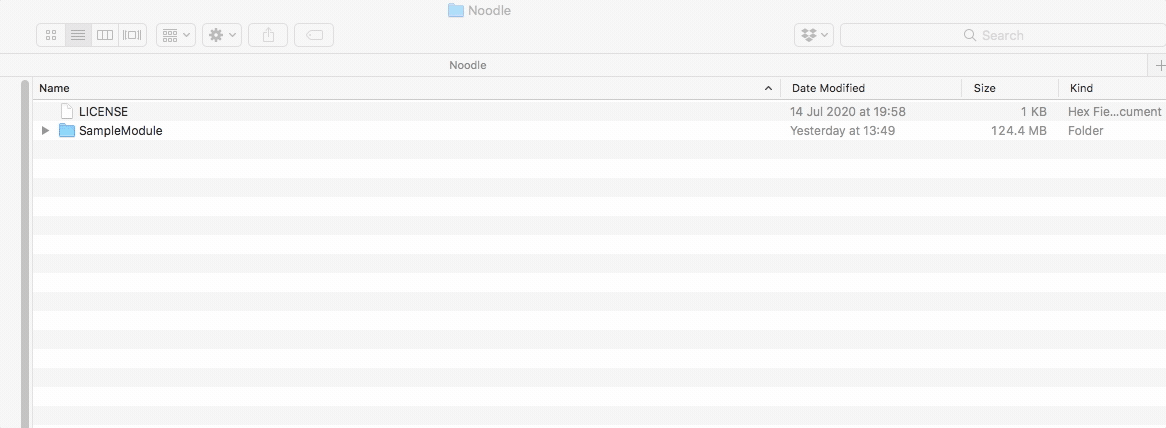 Noodle
Search
Noodle
Name Date Modified Size Kind
LICENSE 14 Jul 2020 at 19:58 1 KB Hex Fie...cument
SampleModule Yesterday at 13:49 124.4 MB Folder